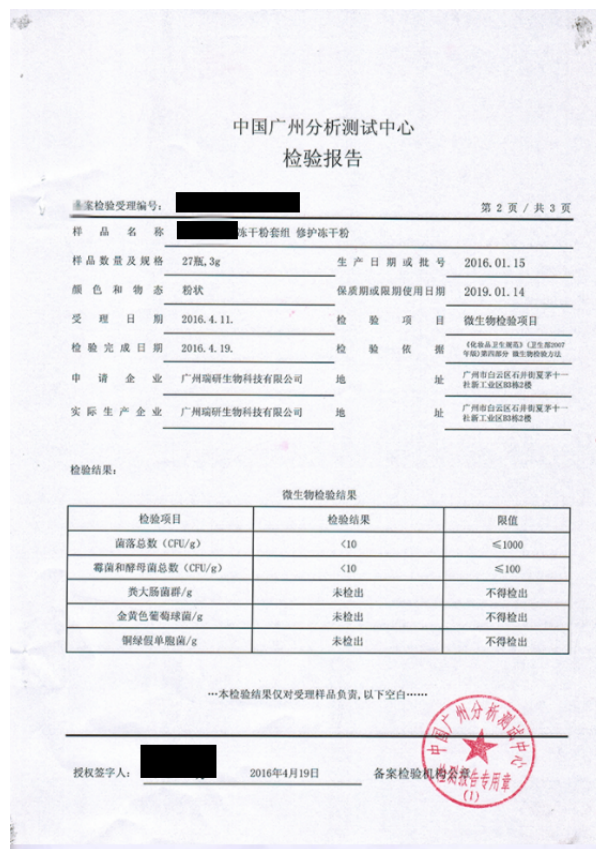 中国广州分析测试中心
检验报告
案检验受理编号：
第 2 页 / 共 3 页
样品名称 冻干粉套组 修护冻干粉
样品数量及规格 27瓶,3g 生产日期或批号 2016.01.15
颜色和物态 粉状 保质期或限期使用日期 2019.01.14
受理日期 2016.4.11. 检验项目 微生物检验项目
检验完成日期 2016.4.19. 检验依据 《化妆品卫生规范》（卫生部2007
年版）第四部分 微生物检验方法
申请企业 广州瑞研生物科技有限公司 地址 广州市白云区石井街夏茅十一
社新工业区B3栋2楼
实际生产企业 广州瑞研生物科技有限公司 地址 广州市白云区石井街夏茅十一
社新工业区B3栋2楼
检验结果：
微生物检验结果
检验项目 检验结果 限值
菌落总数（CFU/g） <10 ≤1000
霉菌和酵母菌总数（CFU/g） <10 ≤100
粪大肠菌群/g 未检出 不得检出
金黄色葡萄球菌/g 未检出 不得检出
铜绿假单胞菌/g 未检出 不得检出
…本检验结果仅对受理样品负责,以下空白……
授权签字人： 2016年4月19日 备案检验机构公章
中国广州分析测试中心
检测报告专用章
(1)